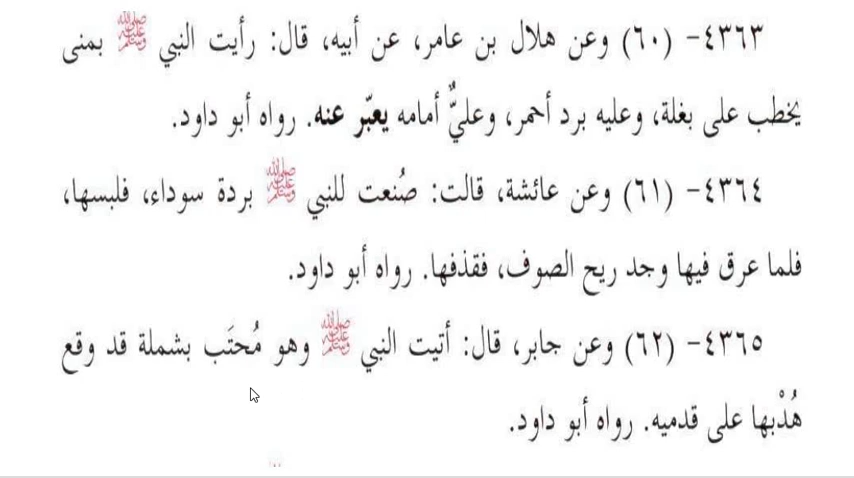 ٤٣٦٣- (٦٠) وعن هلال بن عامر، عن أبيه، قال: رأيت النبي ﷺ بمنى
يخطب على بغلة، وعليه برد أحمر، وعليٌّ أمامه يعبّر عنه. رواه أبو داود.
٤٣٦٤- (٦١) وعن عائشة، قالت: صُنعت للنبي ﷺ بردة سوداء، فلبسها،
فلما عرق فيها وجد ريح الصوف، فقذفها. رواه أبو داود.
٤٣٦٥- (٦٢) وعن جابر، قال: أتيت النبي ﷺ وهو مُحتَب بشملة قد وقع
هُدْبها على قدميه. رواه أبو داود.